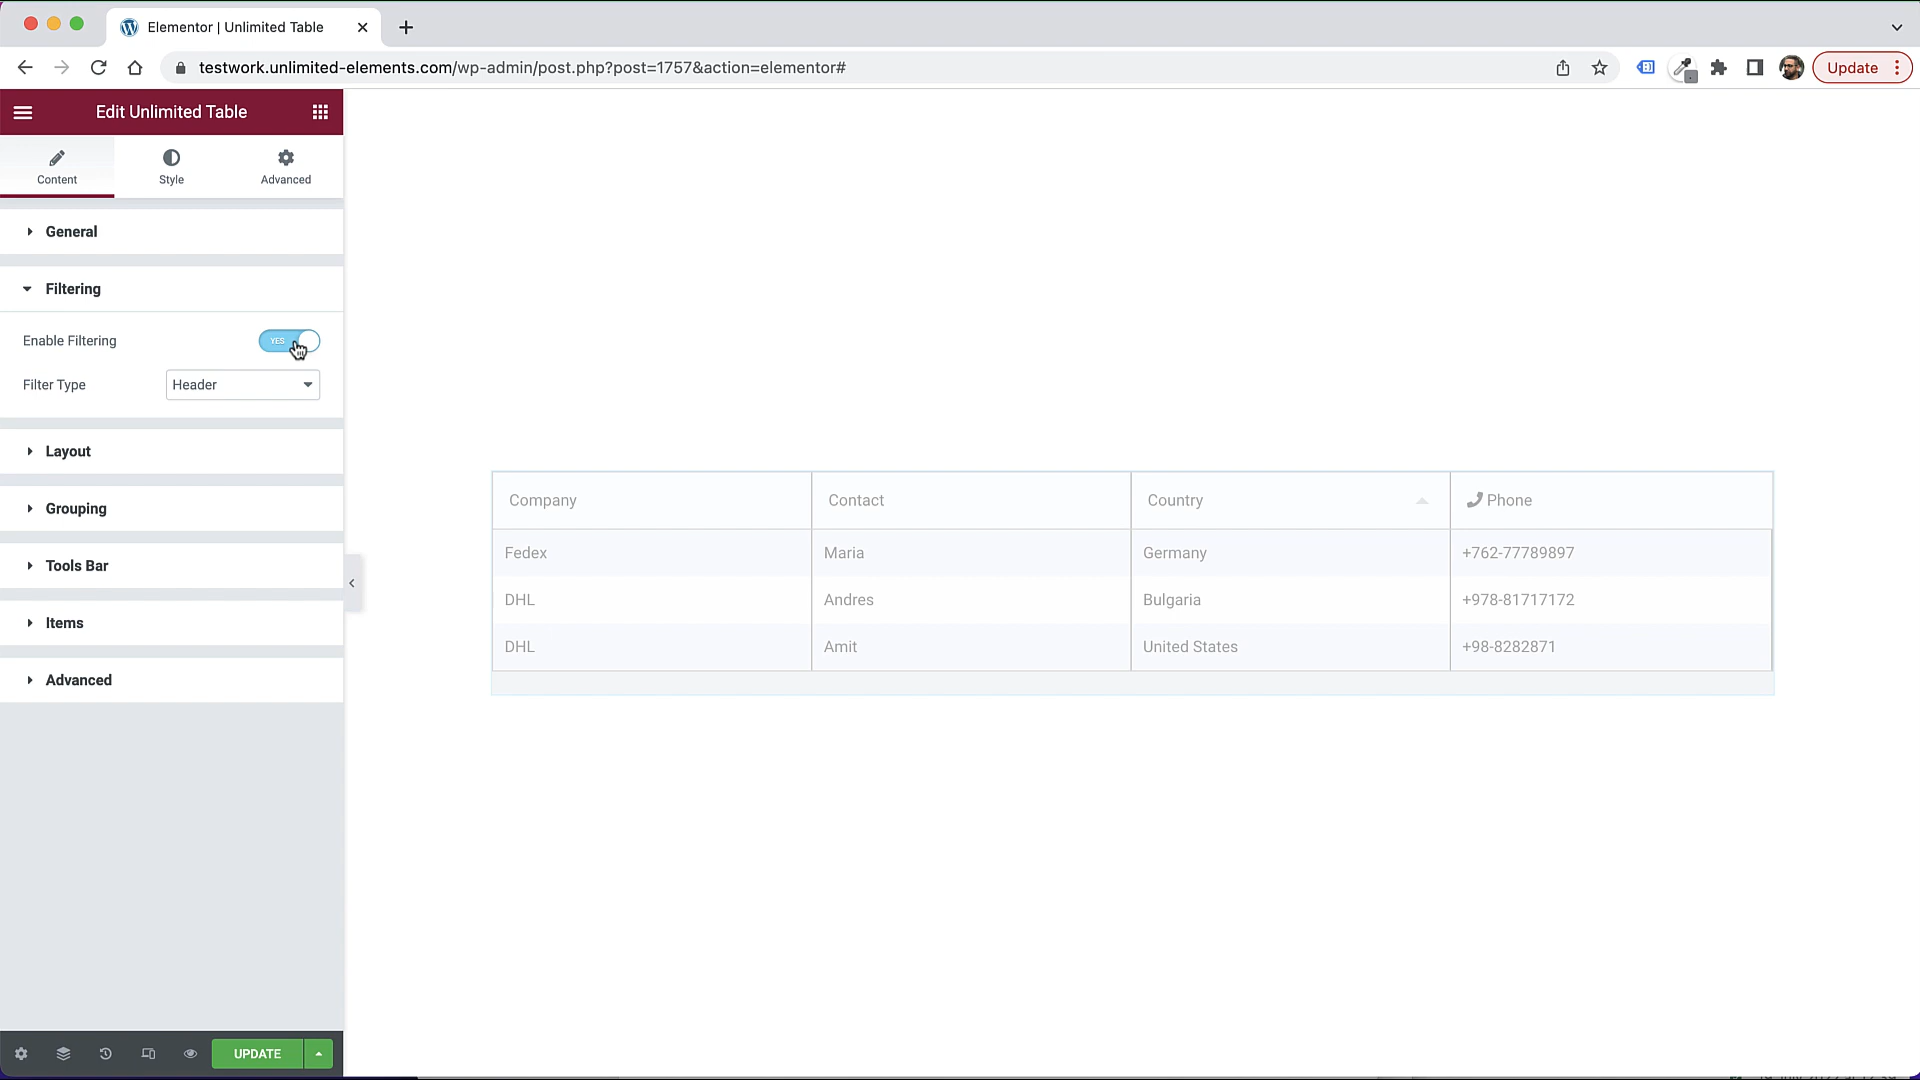 Elementor | Unlimited Table
testwork.unlimited-elements.com/wp-admin/post.php?post=1757&action=elementor#
Update
Edit Unlimited Table
Content
Style
Advanced
General
Filtering
Enable Filtering
YES
Filter Type
Header
Layout
Grouping
Tools Bar
Items
Advanced
UPDATE
Company Contact Country Phone
Fedex Maria Germany +762-77789897
DHL Andres Bulgaria +978-81717172
DHL Amit United States +98-8282871